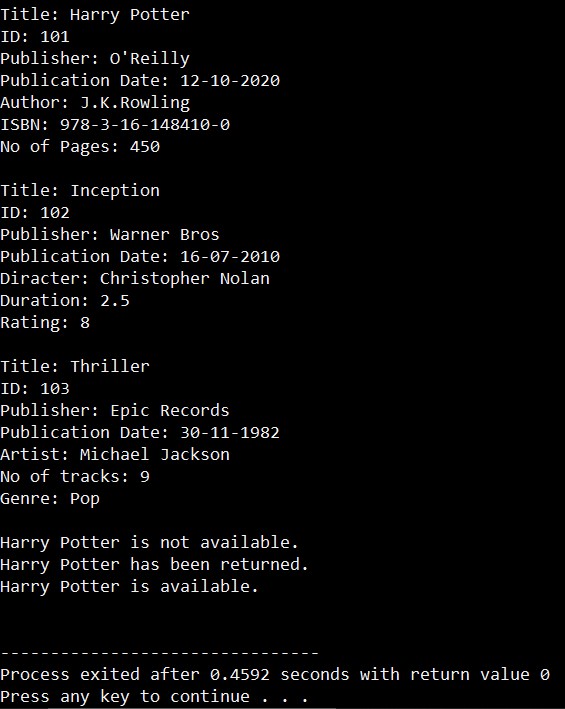 Title: Harry Potter
ID: 101
Publisher: O'Reilly
Publication Date: 12-10-2020
Author: J.K.Rowling
ISBN: 978-3-16-148410-0
No of Pages: 450

Title: Inception
ID: 102
Publisher: Warner Bros
Publication Date: 16-07-2010
Diracter: Christopher Nolan
Duration: 2.5
Rating: 8

Title: Thriller
ID: 103
Publisher: Epic Records
Publication Date: 30-11-1982
Artist: Michael Jackson
No of tracks: 9
Genre: Pop

Harry Potter is not available.
Harry Potter has been returned.
Harry Potter is available.

--------------------------------
Process exited after 0.4592 seconds with return value 0
Press any key to continue . . .